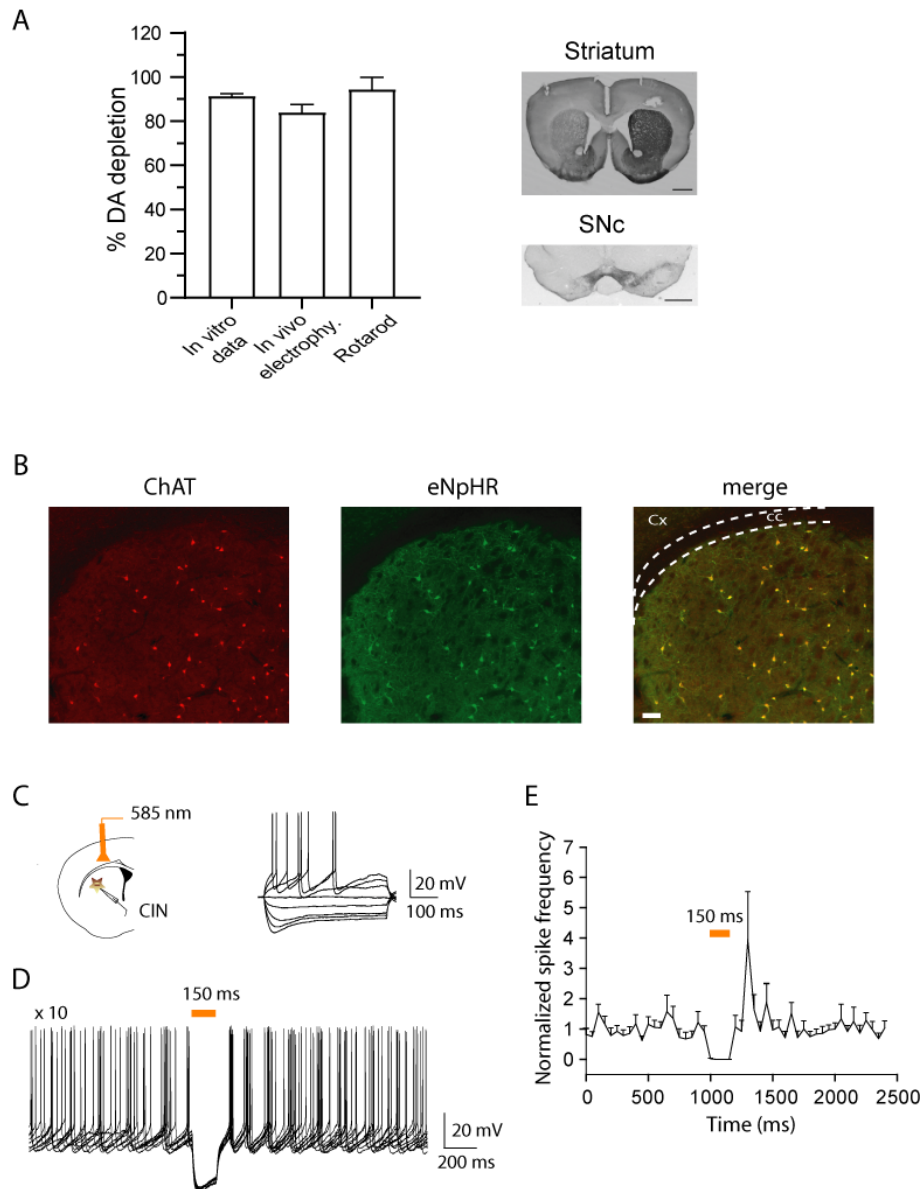 A
% DA depletion
120
100
80
60
40
20
0
In vitro
data
In vivo
electrophy.
Rotarod
Striatum
SNc
B
ChAT
eNpHR
merge
Cx
cc
C
585 nm
CIN
20 mV
100 ms
D
x 10
150 ms
20 mV
200 ms
E
Normalized spike frequency
7
6
5
4
3
2
1
0
150 ms
0
500
1000
1500
2000
2500
Time (ms)